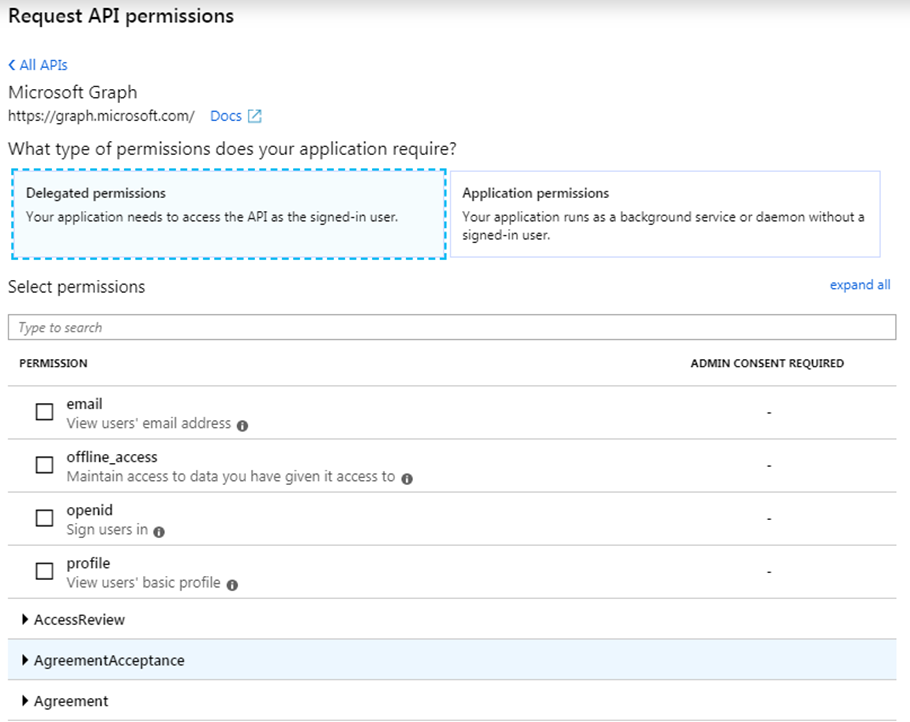 Request API permissions
All APIs
Microsoft Graph
https://graph.microsoft.com/ Docs
What type of permissions does your application require?
Delegated permissions
Your application needs to access the API as the signed-in user.
Application permissions
Your application runs as a background service or daemon without a
signed-in user.
Select permissions
expand all
Type to search
PERMISSION
ADMIN CONSENT REQUIRED
email
View users' email address
-
offline_access
Maintain access to data you have given it access to
-
openid
Sign users in
-
profile
View users' basic profile
-
AccessReview
AgreementAcceptance
Agreement